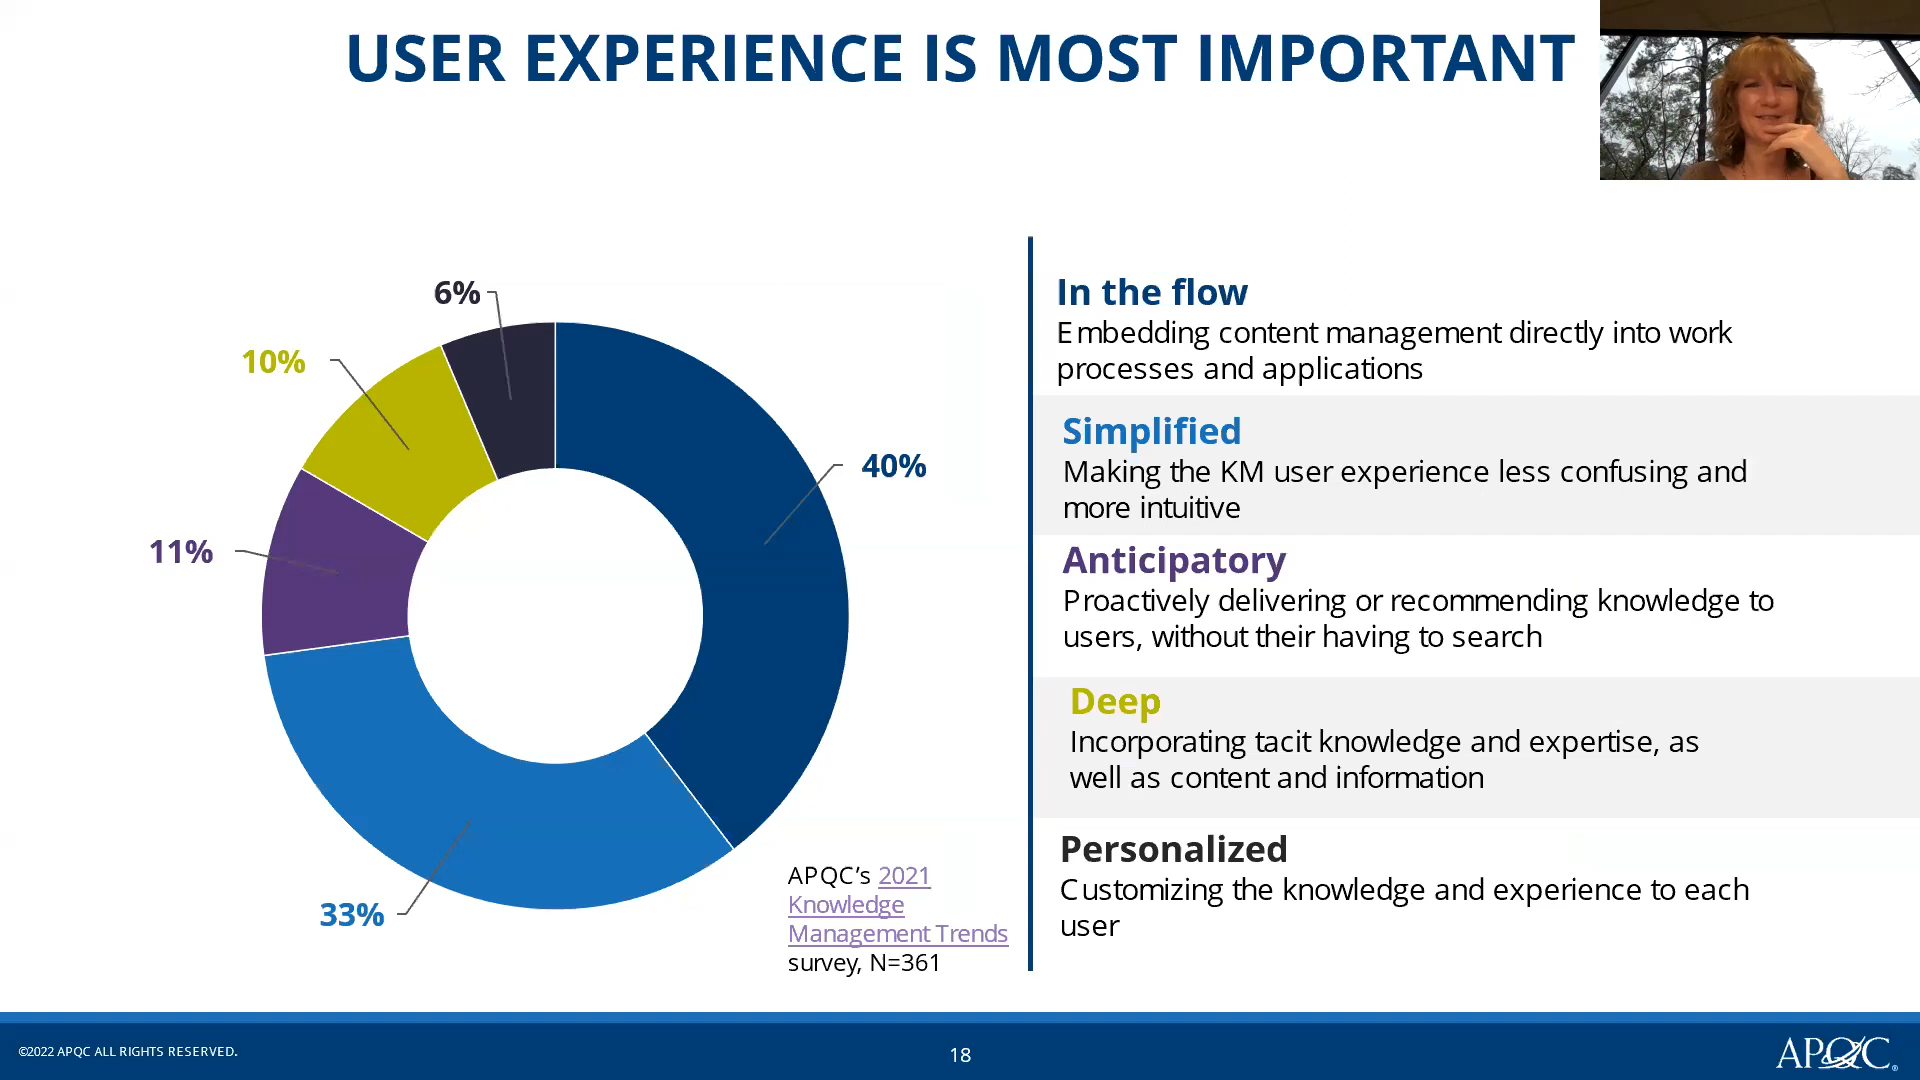 USER EXPERIENCE IS MOST IMPORTANT
6%
10%
40%
11%
33%
APQC’s 2021
Knowledge
Management Trends
survey, N=361
In the flow
Embedding content management directly into work
processes and applications
Simplified
Making the KM user experience less confusing and
more intuitive
Anticipatory
Proactively delivering or recommending knowledge to
users, without their having to search
Deep
Incorporating tacit knowledge and expertise, as
well as content and information
Personalized
Customizing the knowledge and experience to each
user
©2022 APQC ALL RIGHTS RESERVED.
18
APQC®